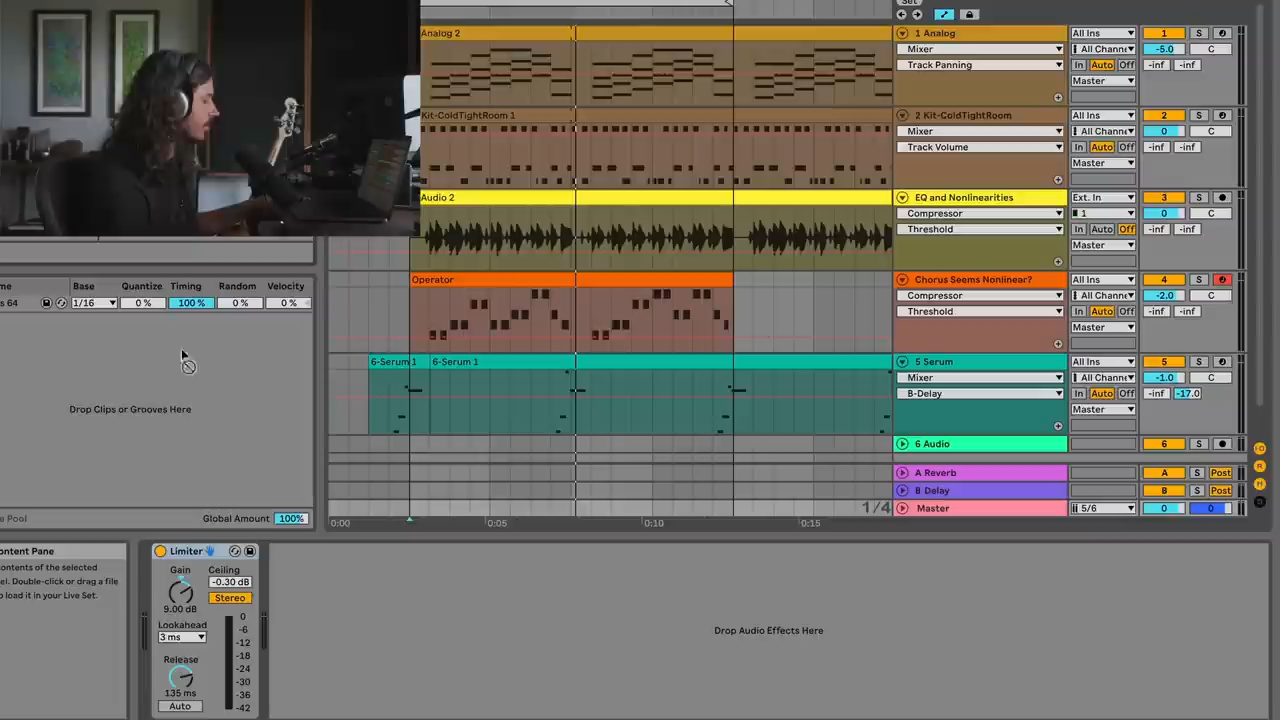 Set
Analog 2
1 Analog
All Ins
1
S
Mixer
All Channe
-5.0
C
Track Panning
In Auto Off
-inf -inf
Master
Kit-ColdTightRoom 1
2 Kit-ColdTightRoom
All Ins
2
S
Mixer
All Channe
0
C
Track Volume
In Auto Off
-inf -inf
Master
Audio 2
EQ and Nonlinearities
Ext. In
3
S
Compressor
1
0
C
Threshold
In Auto Off
-inf -inf
Master
Operator
Chorus Seems Nonlinear?
All Ins
4
S
Compressor
All Channe
-2.0
C
Threshold
In Auto Off
-inf -inf
Master
6-Serum 1
6-Serum 1
5 Serum
All Ins
5
S
Mixer
All Channe
-1.0
C
B-Delay
In Auto Off
-inf -17.0
Master
6 Audio
6
S
A Reverb
A
S
Post
B Delay
B
S
Post
1/4
Master
5/6
0
0
0:00
0:05
0:10
0:15
me
Base
Quantize
Timing
Random
Velocity
s 64
1/16
0 %
100 %
0 %
0 %
Drop Clips or Grooves Here
e Pool
Global Amount
100%
ontent Pane
ontents of the selected
el. Double-click or drag a file
o load it in your Live Set.
Limiter
Gain
Ceiling
-0.30 dB
9.00 dB
Stereo
Lookahead
3 ms
Release
135 ms
Auto
0
-6
-12
-18
-24
-30
-36
-42
Drop Audio Effects Here